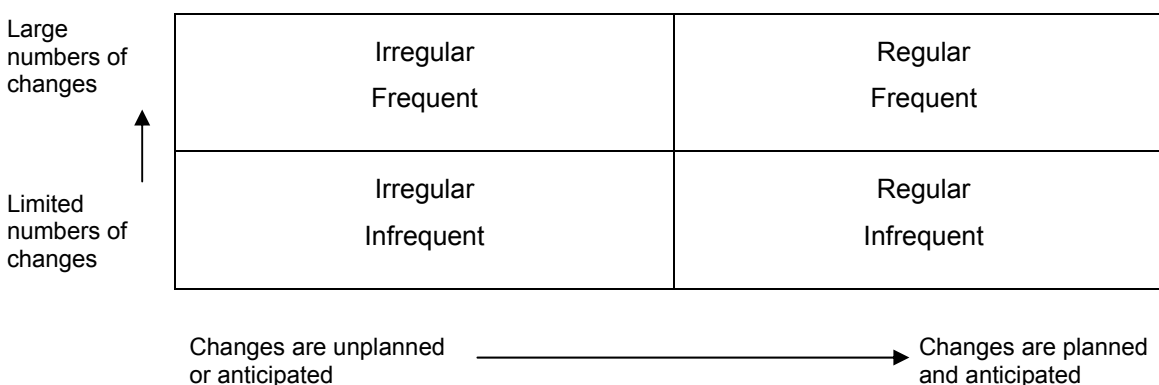 Large
numbers of
changes
Irregular
Frequent
Regular
Frequent
Limited
numbers of
changes
Irregular
Infrequent
Regular
Infrequent
Changes are unplanned
or anticipated
Changes are planned
and anticipated